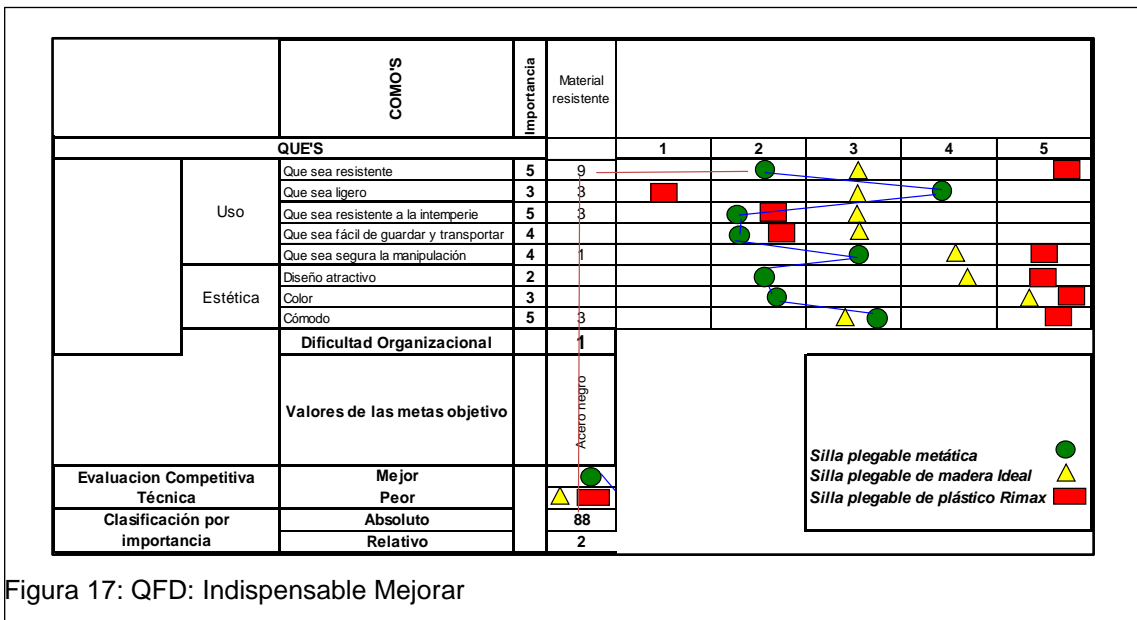 COMO'S
Importancia
Material
resistente
QUE'S 1 2 3 4 5
Uso
Que sea resistente 5 9
Que sea ligero 3 3
Que sea resistente a la intemperie 5 3
Que sea fácil de guardar y transportar 4
Que sea segura la manipulación 4 1
Estética
Diseño atractivo 2
Color 3
Cómodo 5 3
Dificultad Organizacional 1
Valores de las metas objetivo
Acero negro
Silla plegable metática
Silla plegable de madera Ideal
Silla plegable de plástico Rimax
Evaluacion Competitiva
Técnica
Mejor
Peor
Clasificación por
importancia
Absoluto 88
Relativo 2
Figura 17: QFD: Indispensable Mejorar